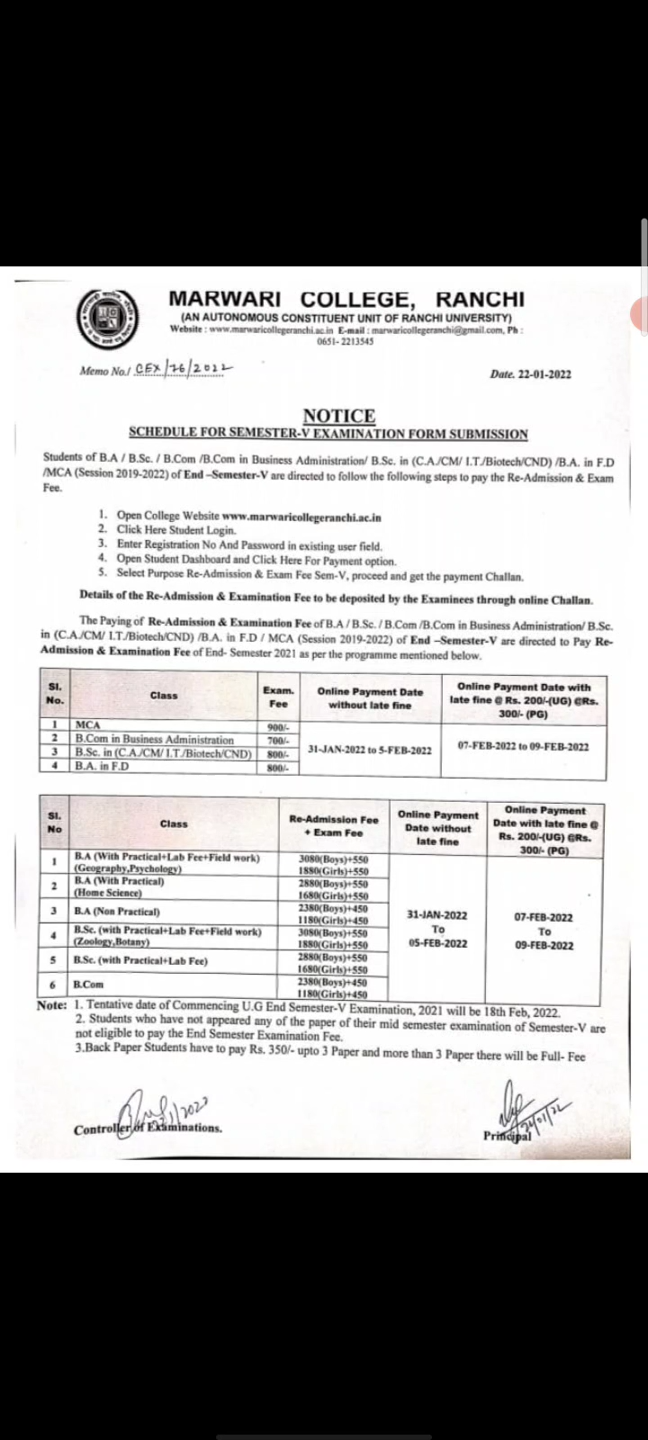 MARWARI COLLEGE, RANCHI
(AN AUTONOMOUS CONSTITUENT UNIT OF RANCHI UNIVERSITY)
Website : www.marwaricollegeranchi.ac.in E-mail : marwaricollegeranchi@gmail.com, Ph :
0651- 2213545
Memo No./ CEX/26/2022
Date. 22-01-2022
NOTICE
SCHEDULE FOR SEMESTER-V EXAMINATION FORM SUBMISSION
Students of B.A / B.Sc. / B.Com /B.Com in Business Administration/ B.Sc. in (C.A./CM/ I.T./Biotech/CND) /B.A. in F.D
/MCA (Session 2019-2022) of End –Semester-V are directed to follow the following steps to pay the Re-Admission & Exam
Fee.
1. Open College Website www.marwaricollegeranchi.ac.in
2. Click Here Student Login.
3. Enter Registration No And Password in existing user field.
4. Open Student Dashboard and Click Here For Payment option.
5. Select Purpose Re-Admission & Exam Fee Sem-V, proceed and get the payment Challan.
Details of the Re-Admission & Examination Fee to be deposited by the Examinees through online Challan.
The Paying of Re-Admission & Examination Fee of B.A / B.Sc. / B.Com /B.Com in Business Administration/ B.Sc.
in (C.A./CM/ I.T./Biotech/CND) /B.A. in F.D / MCA (Session 2019-2022) of End –Semester-V are directed to Pay Re-
Admission & Examination Fee of End- Semester 2021 as per the programme mentioned below.
Sl. No. Class Exam. Fee Online Payment Date without late fine Online Payment Date with late fine @ Rs. 200/-(UG) @Rs. 300/- (PG)
1 MCA 900/-
2 B.Com in Business Administration 700/-
3 B.Sc. in (C.A./CM/ I.T./Biotech/CND) 800/-
4 B.A. in F.D 800/-
31-JAN-2022 to 5-FEB-2022 07-FEB-2022 to 09-FEB-2022
Sl. No Class Re-Admission Fee + Exam Fee Online Payment Date without late fine Online Payment Date with late fine @ Rs. 200/-(UG) @Rs. 300/- (PG)
1 B.A (With Practical+Lab Fee+Field work) 3080(Boys)+550
(Geography,Psychology) 1880(Girls)+550
2 B.A (With Practical) 2880(Boys)+550
(Home Science) 1680(Girls)+550
3 B.A (Non Practical) 2380(Boys)+450
1180(Girls)+450
4 B.Sc. (with Practical+Lab Fee+Field work) 3080(Boys)+550
(Zoology,Botany) 1880(Girls)+550
5 B.Sc. (with Practical+Lab Fee) 2880(Boys)+550
1680(Girls)+550
6 B.Com 2380(Boys)+450
1180(Girls)+450
31-JAN-2022 To 05-FEB-2022
07-FEB-2022 To 09-FEB-2022
Note: 1. Tentative date of Commencing U.G End Semester-V Examination, 2021 will be 18th Feb, 2022.
2. Students who have not appeared any of the paper of their mid semester examination of Semester-V are
not eligible to pay the End Semester Examination Fee.
3.Back Paper Students have to pay Rs. 350/- upto 3 Paper and more than 3 Paper there will be Full- Fee
Controller of Examinations.
Principal